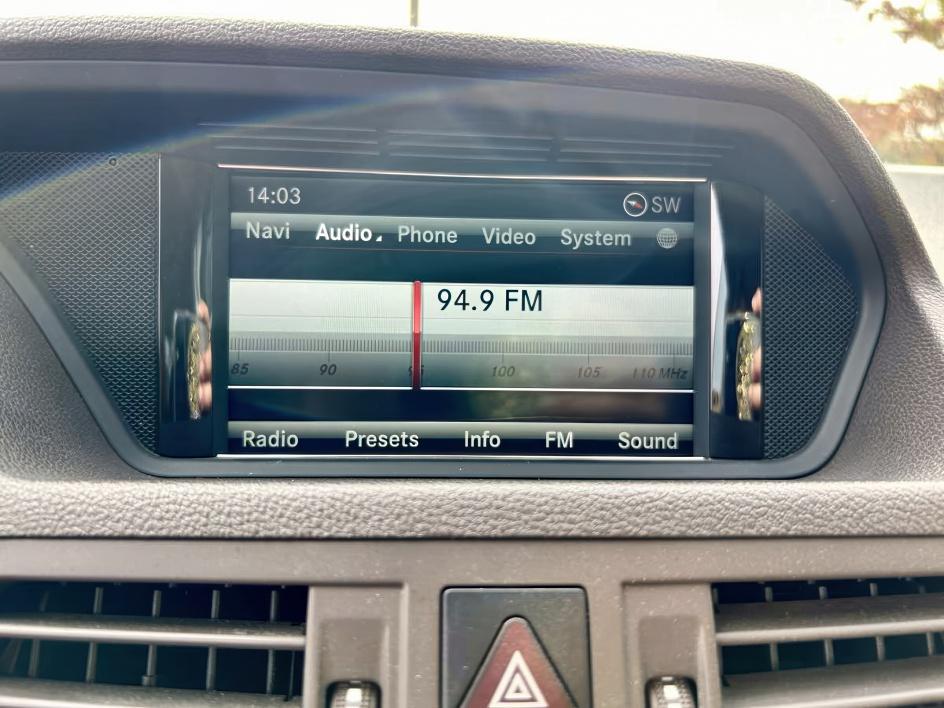 14:03 SW
Navi Audio Phone Video System
94.9 FM
85 90 100 105 110 MHz
Radio Presets Info FM Sound